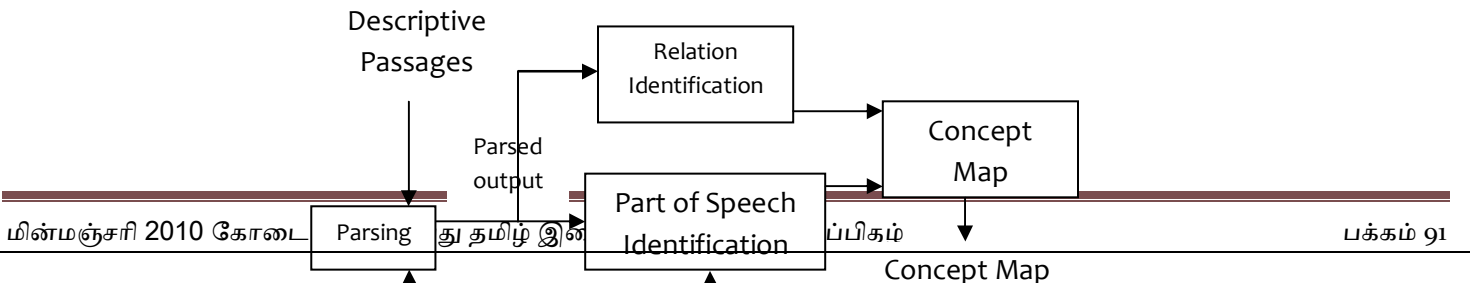 Descriptive
Passages
Relation
Identification
Concept
Map
Parsed
output
Part of Speech
Identification
Parsing
மின்மஞ்சரி 2010 கோடை து தமிழ் இ ப்பிகம் பக்கம் 91
Concept Map